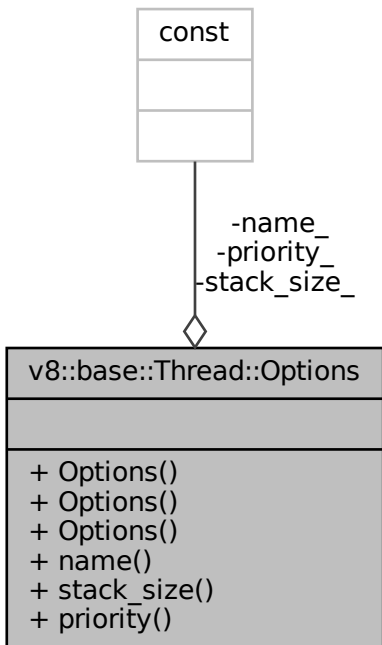 const
-name_
-priority_
-stack_size_
v8::base::Thread::Options
+ Options()
+ Options()
+ Options()
+ name()
+ stack_size()
+ priority()